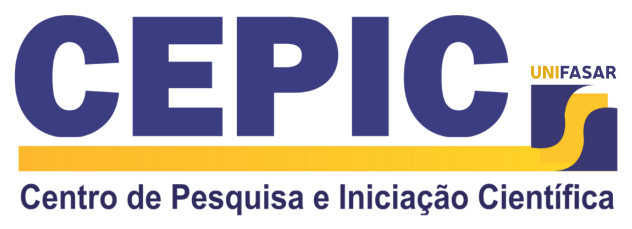 CEPIC
UNIFASAR
Centro de Pesquisa e Iniciação Científica